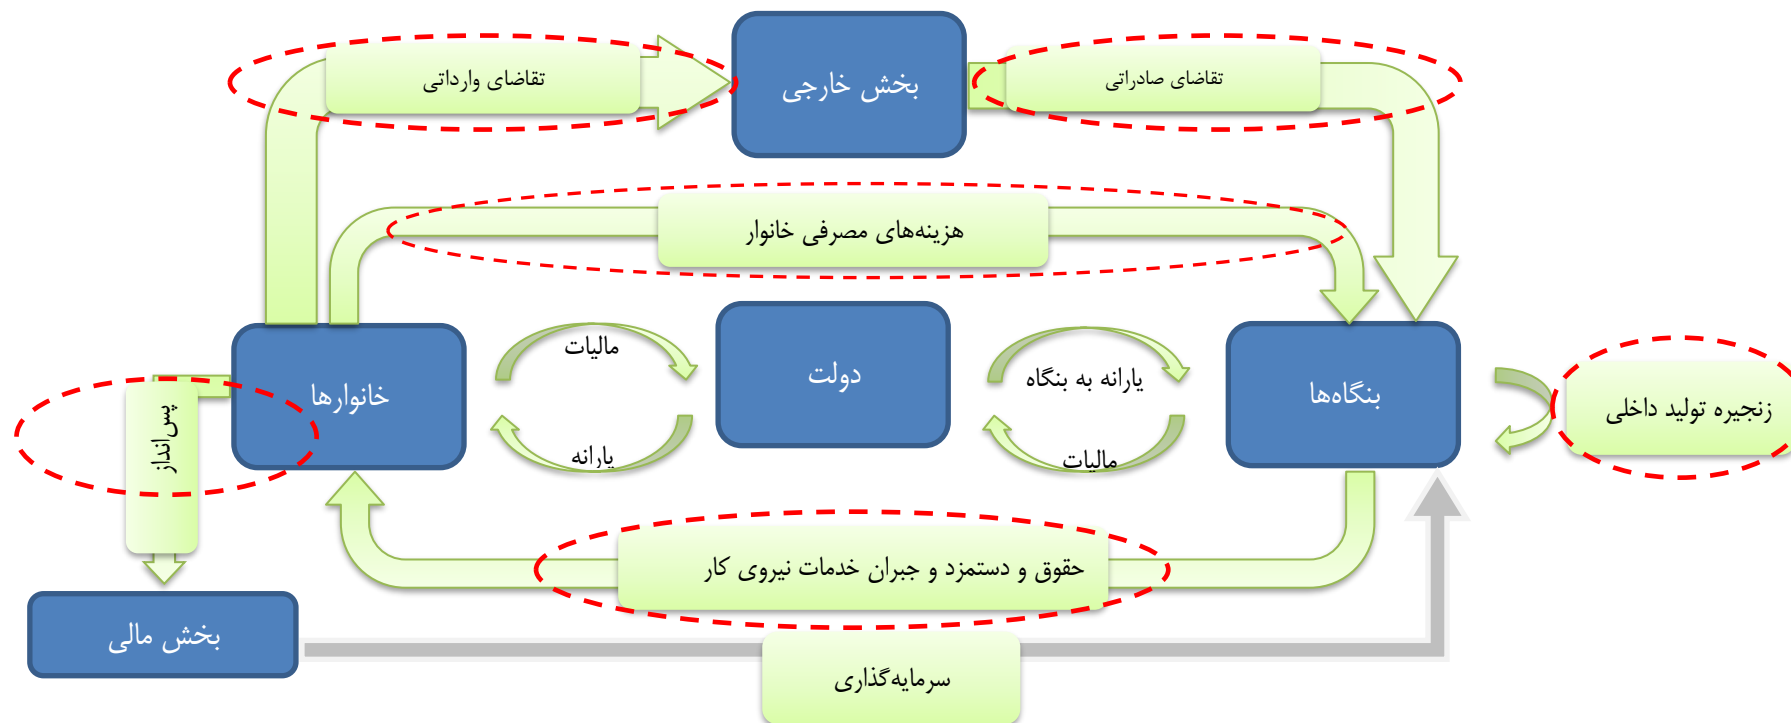 تقاضای وارداتی
بخش خارجی
تقاضای صادراتی
هزینه‌های مصرفی خانوار
خانوارها
مالیات
یارانه
دولت
یارانه به بنگاه
مالیات
بنگاه‌ها
زنجیره تولید داخلی
پس‌انداز
حقوق و دستمزد و جبران خدمات نیروی کار
بخش مالی
سرمایه‌گذاری